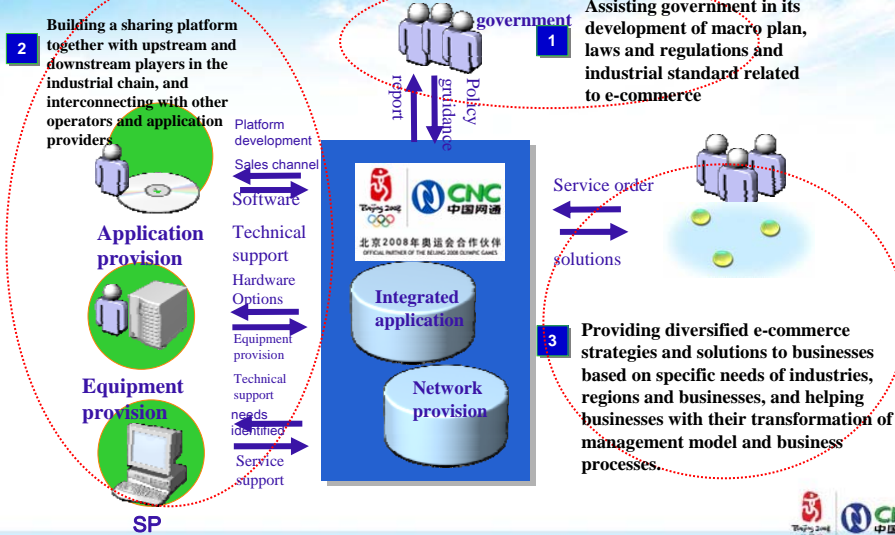 2
Building a sharing platform
together with upstream and
downstream players in the
industrial chain, and
interconnecting with other
operators and application
providers
government
1
Assisting government in its
development of macro plan,
laws and regulations and
industrial standard related
to e-commerce
report
Policy
gruidance
Platform
development
Sales channel
Software
Application
provision
Technical
support
Hardware
Options
Equipment
provision
Equipment
provision
Technical
support
needs
identified
Service
support
SP
Beijing 2008
CNC
中国网通
北京2008年奥运会合作伙伴
OFFICIAL PARTNER OF THE BEIJING 2008 OLYMPIC GAMES
Integrated
application
Network
provision
Service order
solutions
3
Providing diversified e-commerce
strategies and solutions to businesses
based on specific needs of industries,
regions and businesses, and helping
businesses with their transformation of
management model and business
processes.